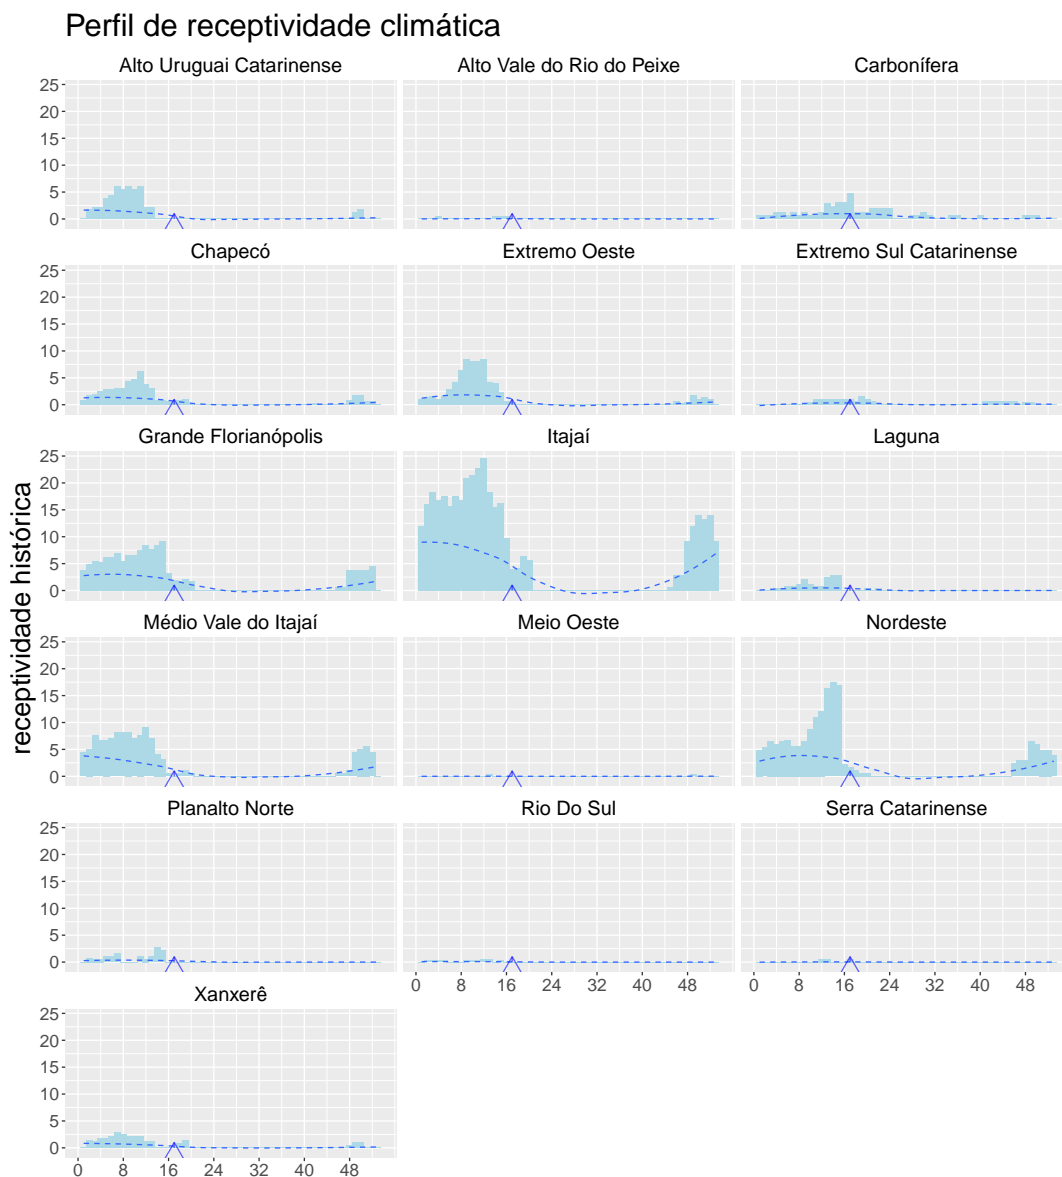 Perfil de receptividade climática
Alto Uruguai Catarinense
Alto Vale do Rio do Peixe
Carbonífera
25
20
15
10
5
0
Chapecó
Extremo Oeste
Extremo Sul Catarinense
25
20
15
10
5
0
Grande Florianópolis
Itajaí
Laguna
25
20
15
10
5
0
receptividade histórica
Médio Vale do Itajaí
Meio Oeste
Nordeste
25
20
15
10
5
0
Planalto Norte
Rio Do Sul
Serra Catarinense
25
20
15
10
5
0
0 8 16 24 32 40 48
0 8 16 24 32 40 48
Xanxerê
25
20
15
10
5
0
0 8 16 24 32 40 48